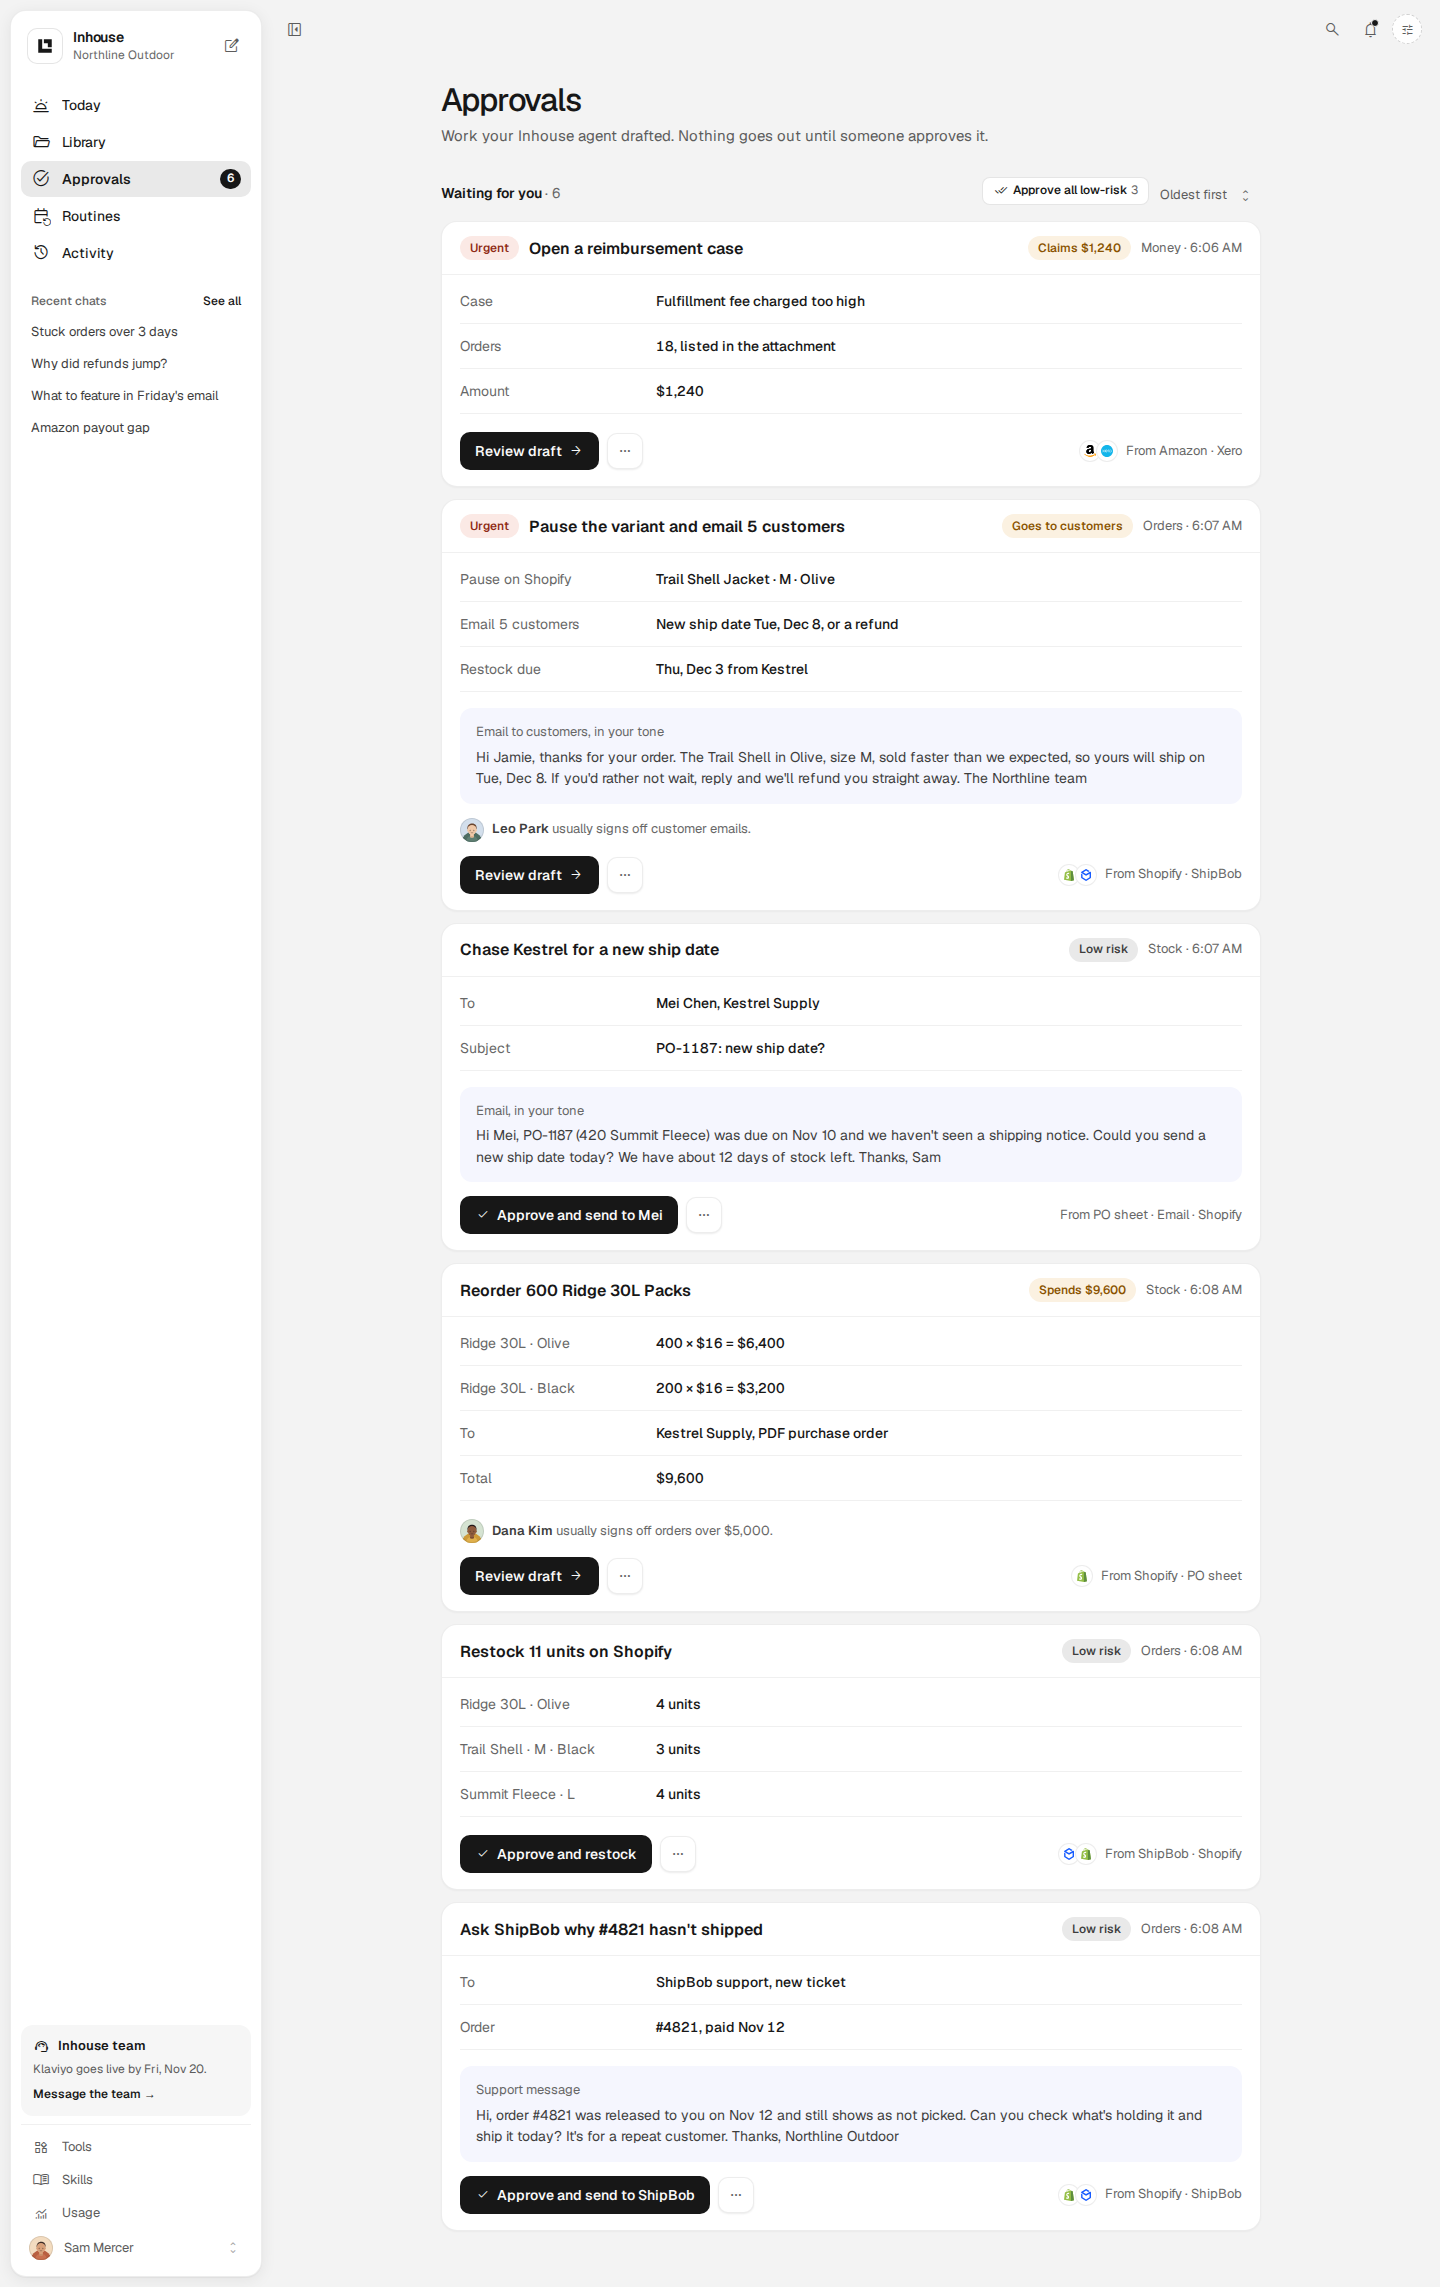 Inhouse
Northline Outdoor
Today
Library
Approvals 6
Routines
Activity
Recent chats See all
Stuck orders over 3 days
Why did refunds jump?
What to feature in Friday's email
Amazon payout gap
Inhouse team
Klaviyo goes live by Fri, Nov 20.
Message the team →
Tools
Skills
Usage
Sam Mercer
Approvals
Work your Inhouse agent drafted. Nothing goes out until someone approves it.
Waiting for you · 6 Approve all low-risk 3 Oldest first
Urgent Open a reimbursement case Claims $1,240 Money · 6:06 AM
Case Fulfillment fee charged too high
Orders 18, listed in the attachment
Amount $1,240
Review draft → ··· From Amazon · Xero
Urgent Pause the variant and email 5 customers Goes to customers Orders · 6:07 AM
Pause on Shopify Trail Shell Jacket · M · Olive
Email 5 customers New ship date Tue, Dec 8, or a refund
Restock due Thu, Dec 3 from Kestrel
Email to customers, in your tone
Hi Jamie, thanks for your order. The Trail Shell in Olive, size M, sold faster than we expected, so yours will ship on
Tue, Dec 8. If you'd rather not wait, reply and we'll refund you straight away. The Northline team
Leo Park usually signs off customer emails.
Review draft → ··· From Shopify · ShipBob
Chase Kestrel for a new ship date Low risk Stock · 6:07 AM
To Mei Chen, Kestrel Supply
Subject PO-1187: new ship date?
Email, in your tone
Hi Mei, PO-1187 (420 Summit Fleece) was due on Nov 10 and we haven't seen a shipping notice. Could you send a
new ship date today? We have about 12 days of stock left. Thanks, Sam
Approve and send to Mei ··· From PO sheet · Email · Shopify
Reorder 600 Ridge 30L Packs Spends $9,600 Stock · 6:08 AM
Ridge 30L · Olive 400 × $16 = $6,400
Ridge 30L · Black 200 × $16 = $3,200
To Kestrel Supply, PDF purchase order
Total $9,600
Dana Kim usually signs off orders over $5,000.
Review draft → ··· From Shopify · PO sheet
Restock 11 units on Shopify Low risk Orders · 6:08 AM
Ridge 30L · Olive 4 units
Trail Shell · M · Black 3 units
Summit Fleece · L 4 units
Approve and restock ··· From ShipBob · Shopify
Ask ShipBob why #4821 hasn't shipped Low risk Orders · 6:08 AM
To ShipBob support, new ticket
Order #4821, paid Nov 12
Support message
Hi, order #4821 was released to you on Nov 12 and still shows as not picked. Can you check what's holding it and
ship it today? It's for a repeat customer. Thanks, Northline Outdoor
Approve and send to ShipBob ··· From Shopify · ShipBob